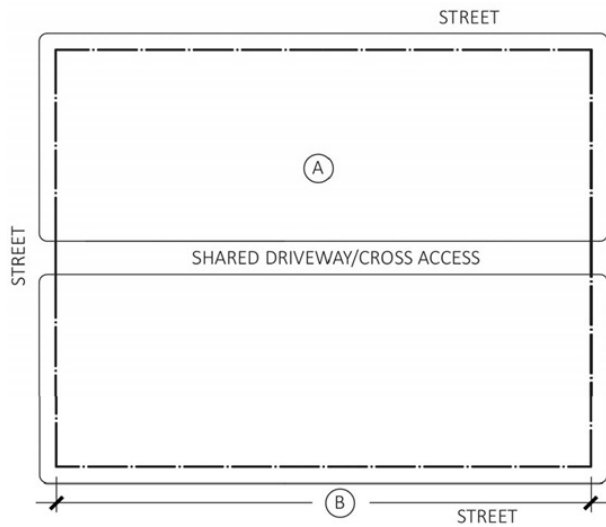 STREET
A
STREET
SHARED DRIVEWAY/CROSS ACCESS
B
STREET